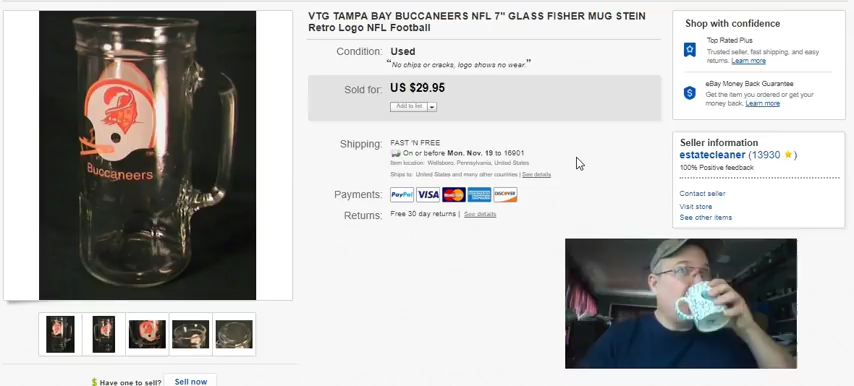 VTG TAMPA BAY BUCCANEERS NFL 7" GLASS FISHER MUG STEIN
Retro Logo NFL Football
Condition: Used
"No chips or cracks, logo shows no wear."
Sold for: US $29.95
Add to list
Shipping: FAST 'N FREE
On or before Mon. Nov. 19 to 16901
Item location: Wellsboro, Pennsylvania, United States
Ships to: United States and many other countries | See details
Payments: PayPal VISA MasterCard AMERICAN EXPRESS DISCOVER
Returns: Free 30 day returns | See details
Buccaneers
$ Have one to sell? Sell now
Shop with confidence
Top Rated Plus
Trusted seller, fast shipping, and easy
returns. Learn more
eBay Money Back Guarantee
Get the item you ordered or get your
money back. Learn more
Seller information
estatecleaner (13930 )
100% Positive feedback
Contact seller
Visit store
See other items